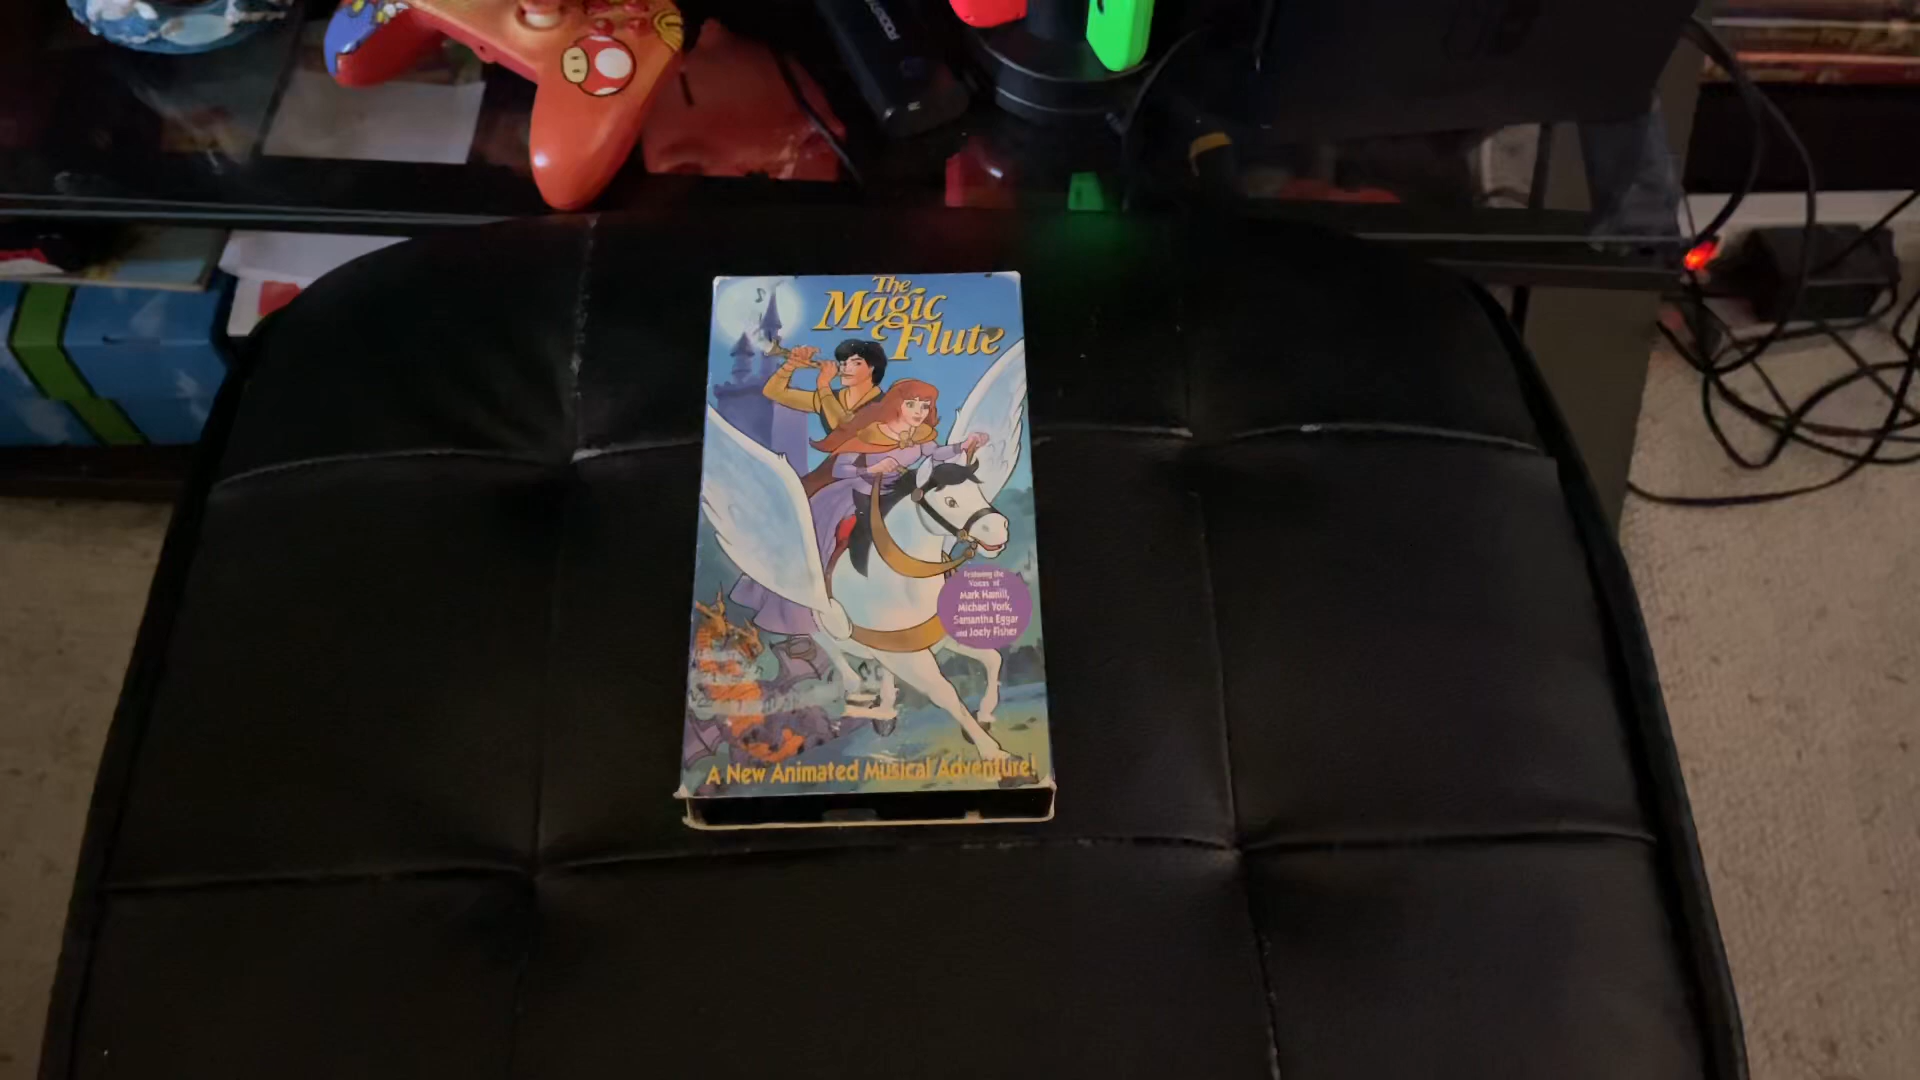 The
Magic
Flute
Featuring the
Voices of
Mark Hamill,
Michael York,
Samantha Eggar
and Joely Fisher
A New Animated Musical Adventure!